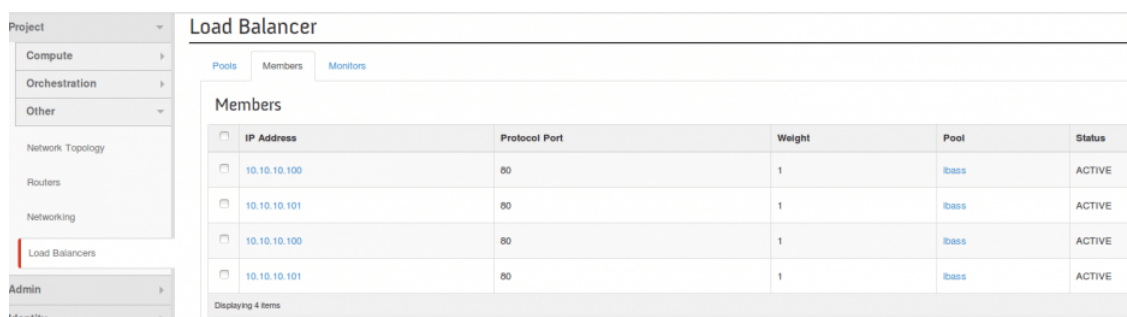 Project
Load Balancer
Compute
Pools
Members
Monitors
Orchestration
Other
Members
IP Address Protocol Port Weight Pool Status
Network Topology
10.10.10.100 80 1 lbass ACTIVE
Routers
10.10.10.101 80 1 lbass ACTIVE
Networking
10.10.10.100 80 1 lbass ACTIVE
Load Balancers
10.10.10.101 80 1 lbass ACTIVE
Admin
Displaying 4 items